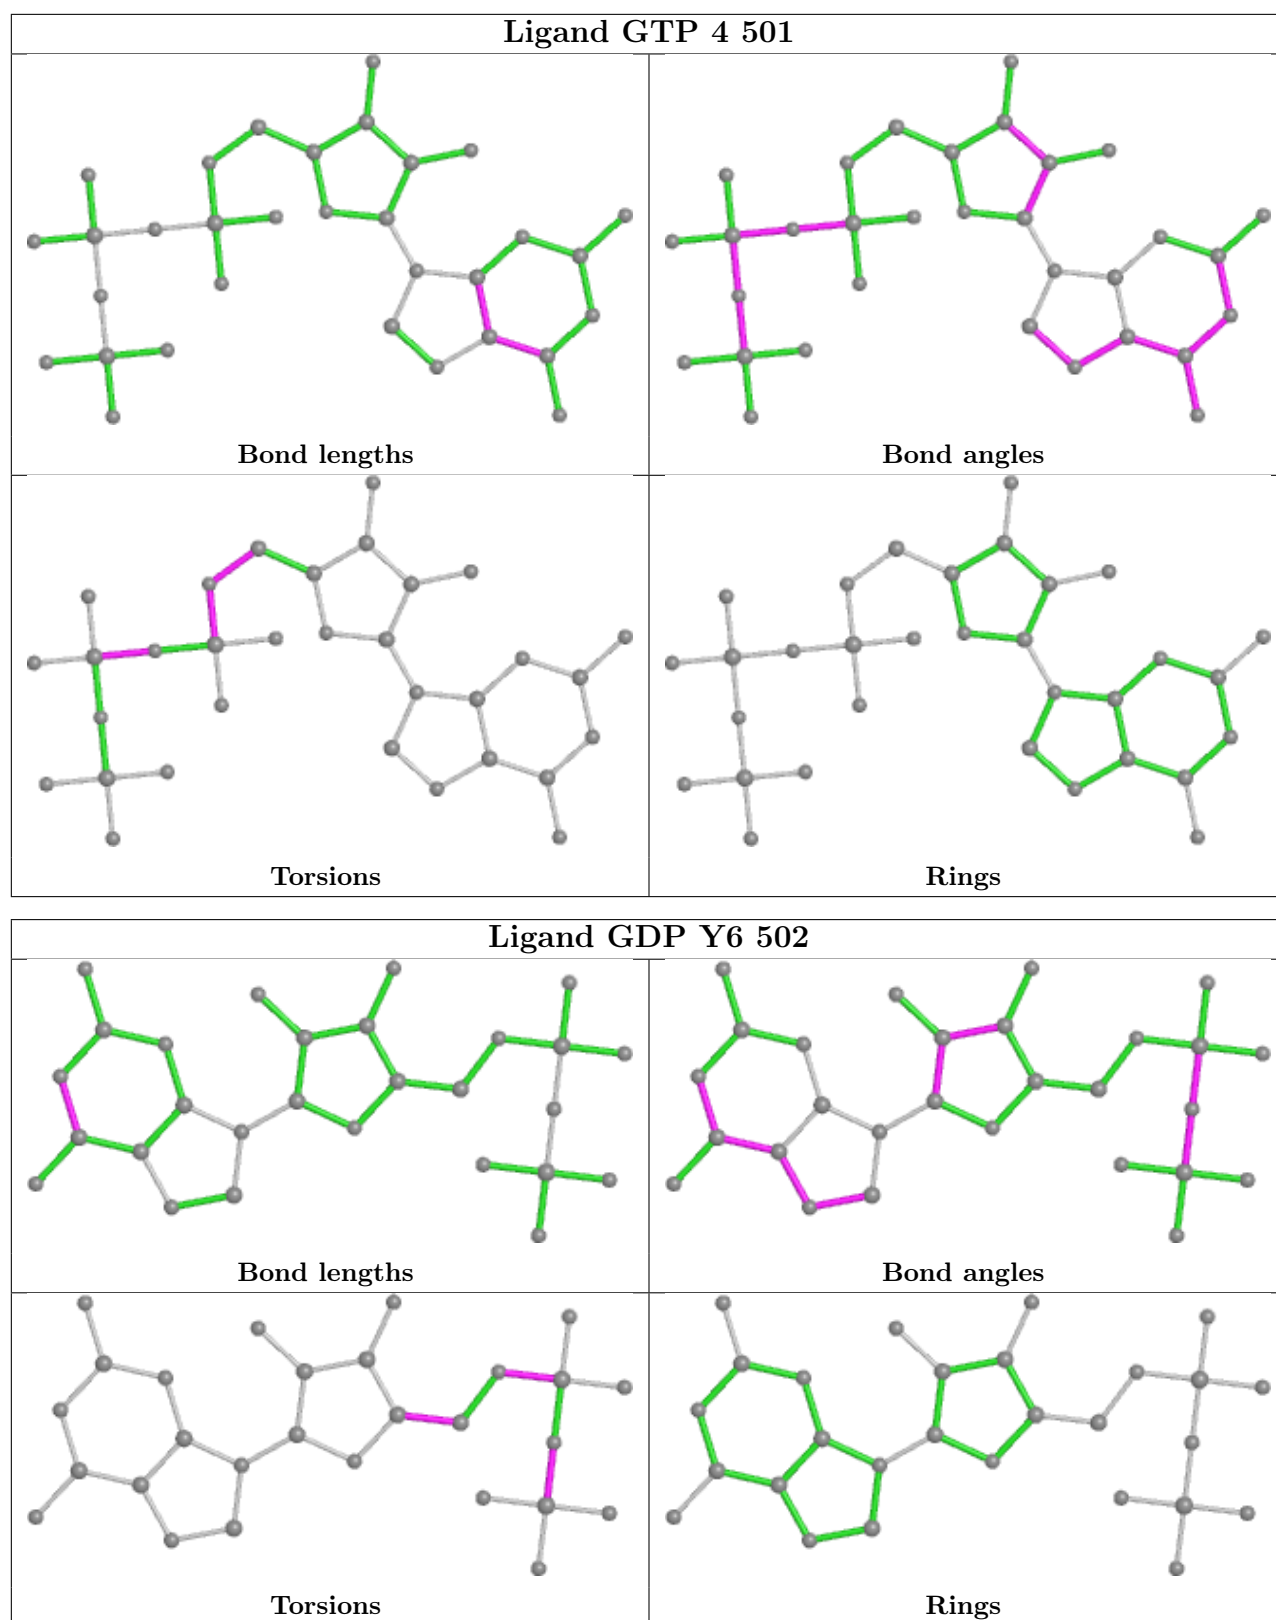 Ligand GTP 4 501
Bond lengths
Bond angles
Torsions
Rings
Ligand GDP Y6 502
Bond lengths
Bond angles
Torsions
Rings